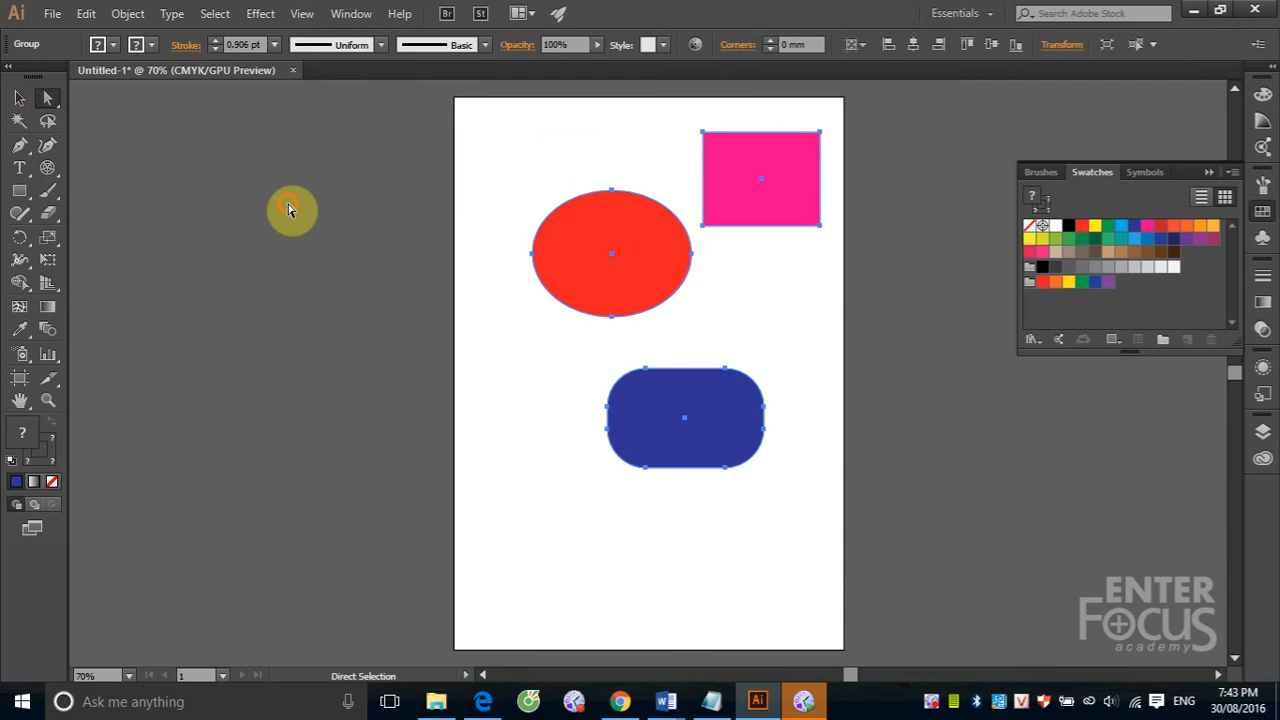 Ai File Edit Object Type Select Effect View Window Help Br St Essentials Search Adobe Stock
Group ? ? Stroke: 0.906 pt Uniform Basic Opacity: 100% Style: Corners: 0 mm Transform
Untitled-1* @ 70% (CMYK/GPU Preview) ×
Brushes Swatches Symbols
?
T
?
?
? ?
ENTER
FOCUS
academy
70% 1 Direct Selection
Ask me anything
W
Ai
V
ENG
7:43 PM
30/08/2016